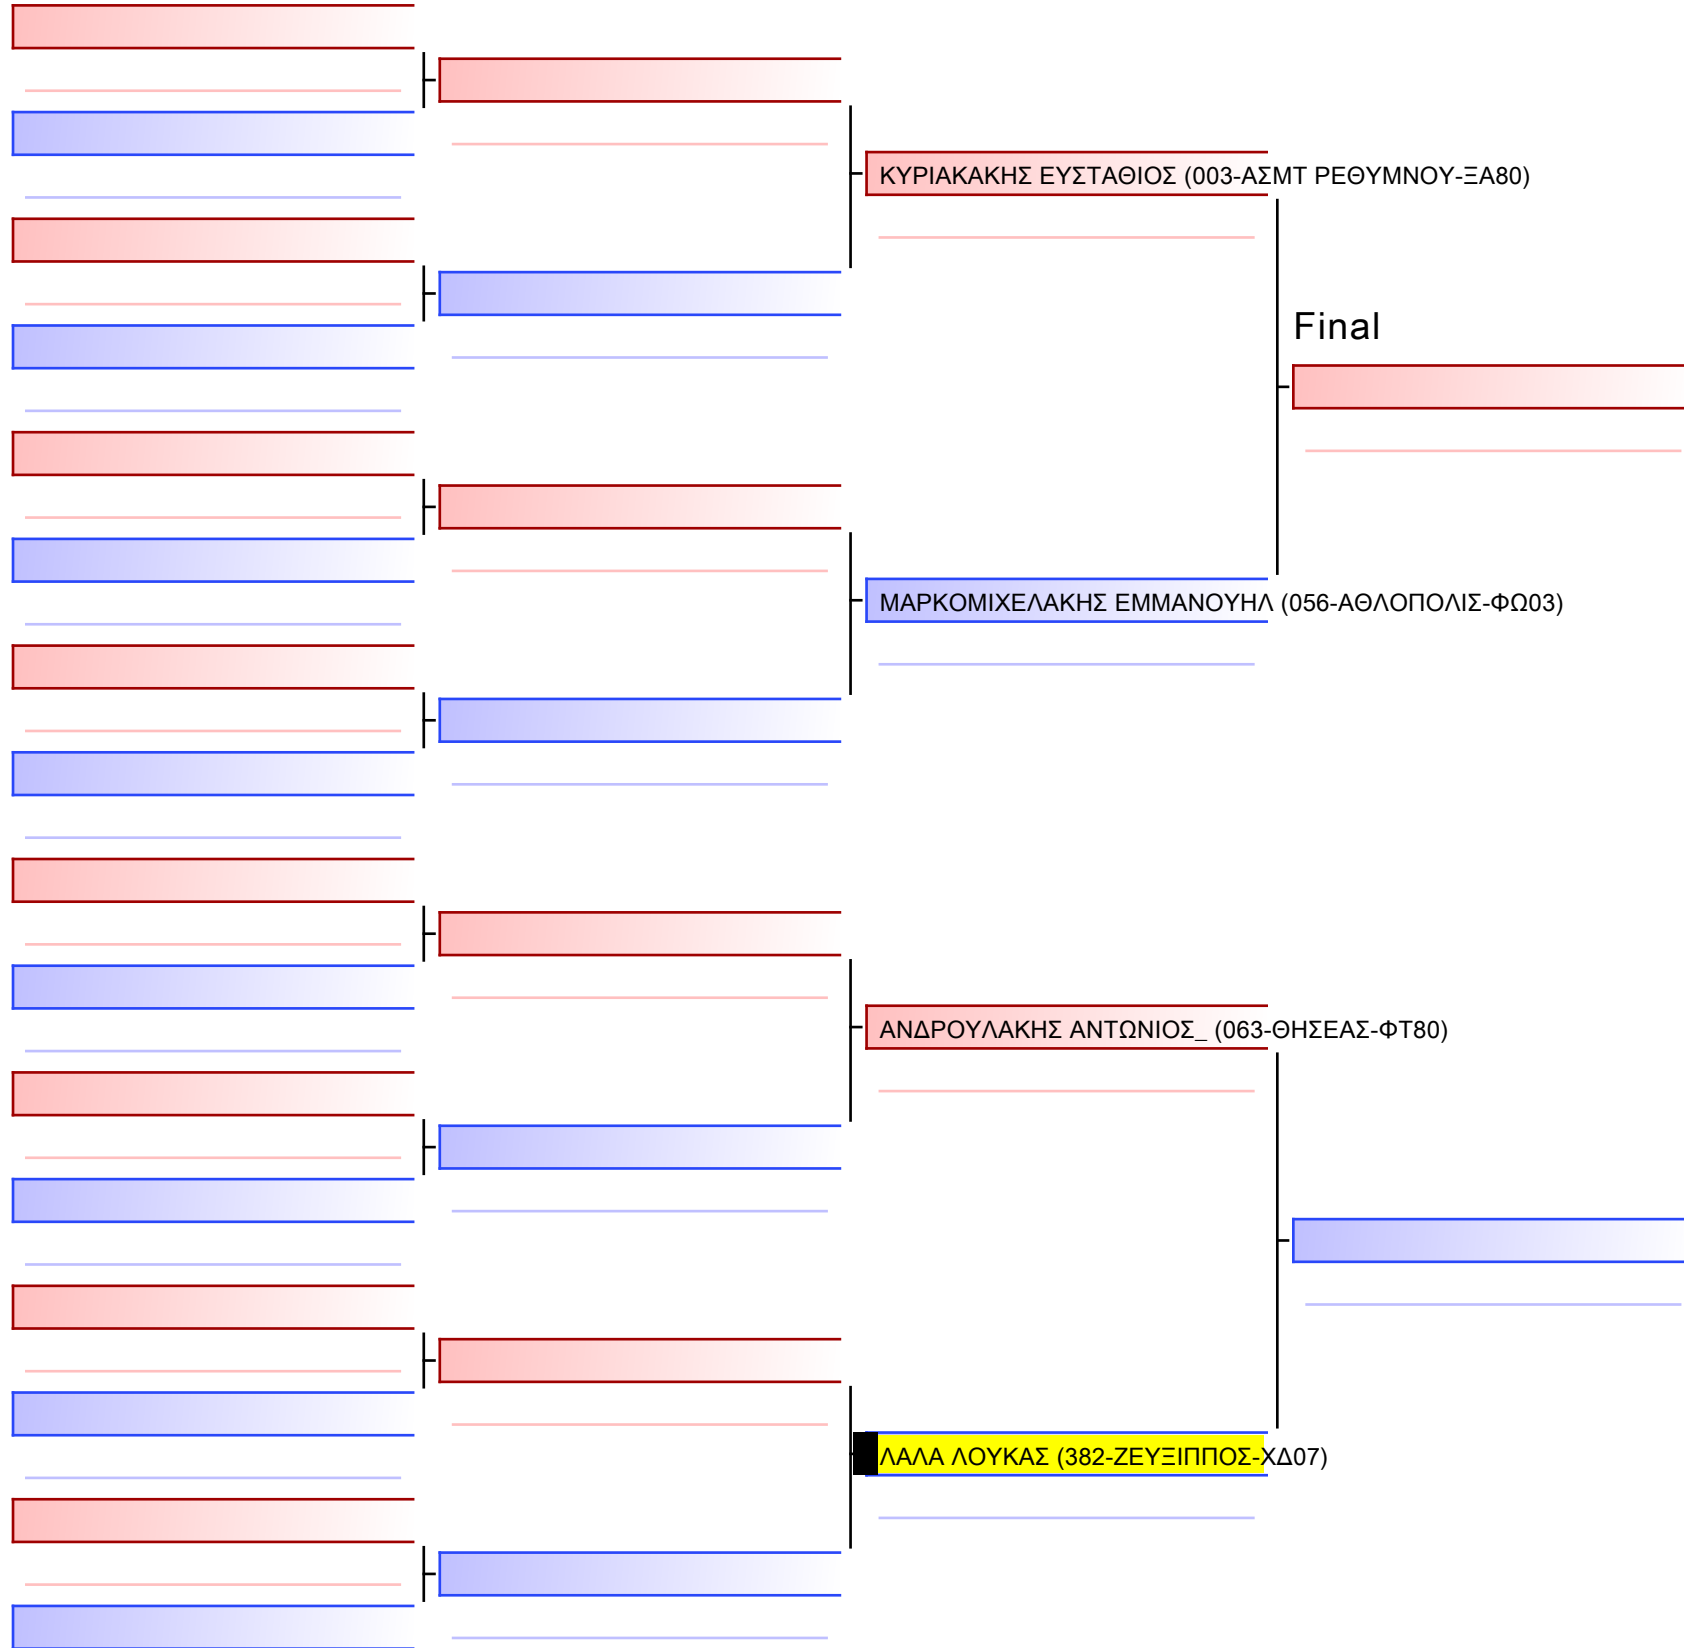 ΚΥΡΙΑΚΑΚΗΣ ΕΥΣΤΑΘΙΟΣ (003-ΑΣΜΤ ΡΕΘΥΜΝΟΥ-ΞΑ80)
Final
ΜΑΡΚΟΜΙΧΕΛΑΚΗΣ ΕΜΜΑΝΟΥΗΛ (056-ΑΘΛΟΠΟΛΙΣ-ΦΩ03)
ΑΝΔΡΟΥΛΑΚΗΣ ΑΝΤΩΝΙΟΣ_ (063-ΘΗΣΕΑΣ-ΦΤ80)
ΛΑΛΑ ΛΟΥΚΑΣ (382-ΖΕΥΞΙΠΠΟΣ-ΧΔ07)